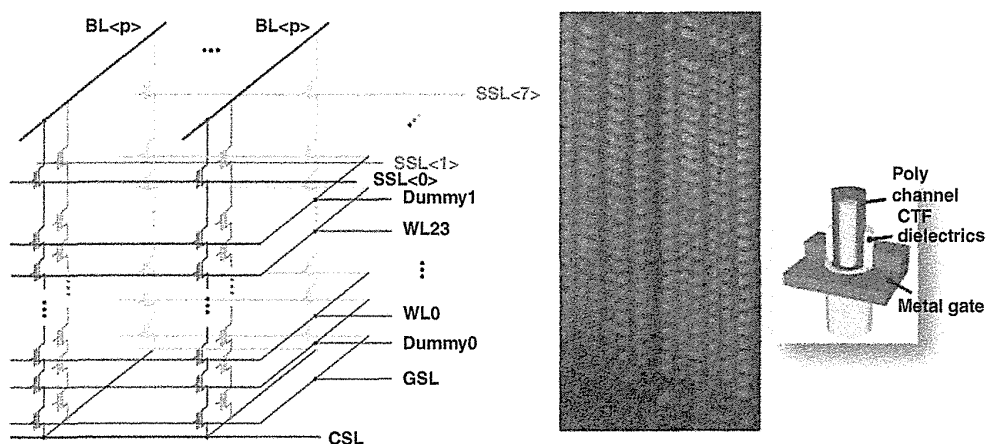 BL<p>
BL<p>
SSL<7>
SSL<1>
SSL<0>
Dummy1
WL23
WL0
Dummy0
GSL
CSL
Poly
channel
CTF
dielectrics
Metal gate